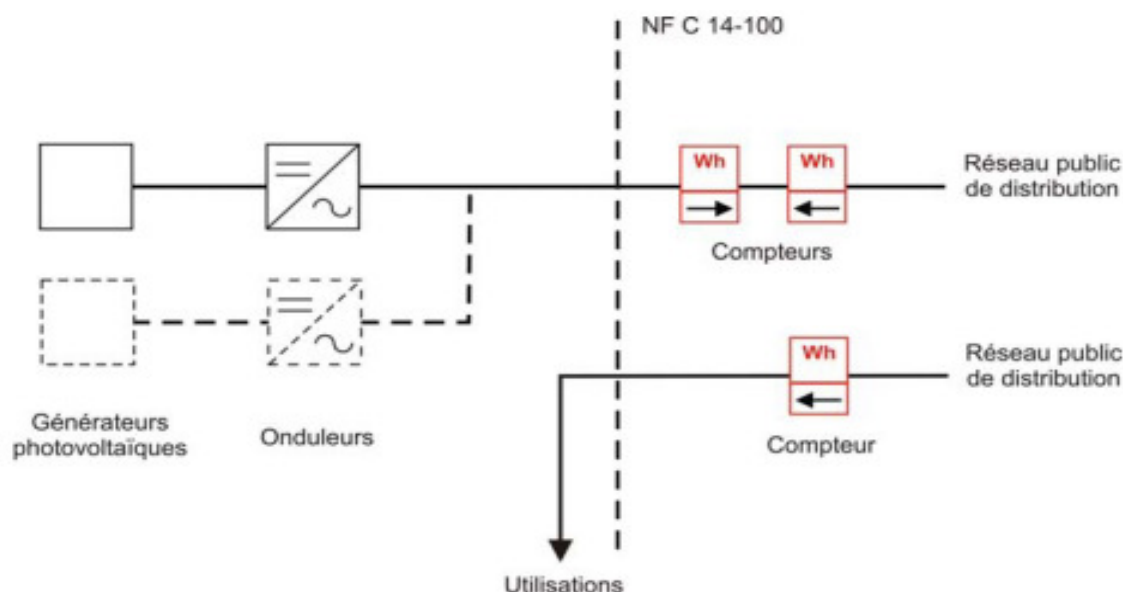 NF C 14-100
Wh
Wh
Réseau public
de distribution
Compteurs
Wh
Réseau public
de distribution
Générateurs
photovoltaïques
Onduleurs
Compteur
Utilisations